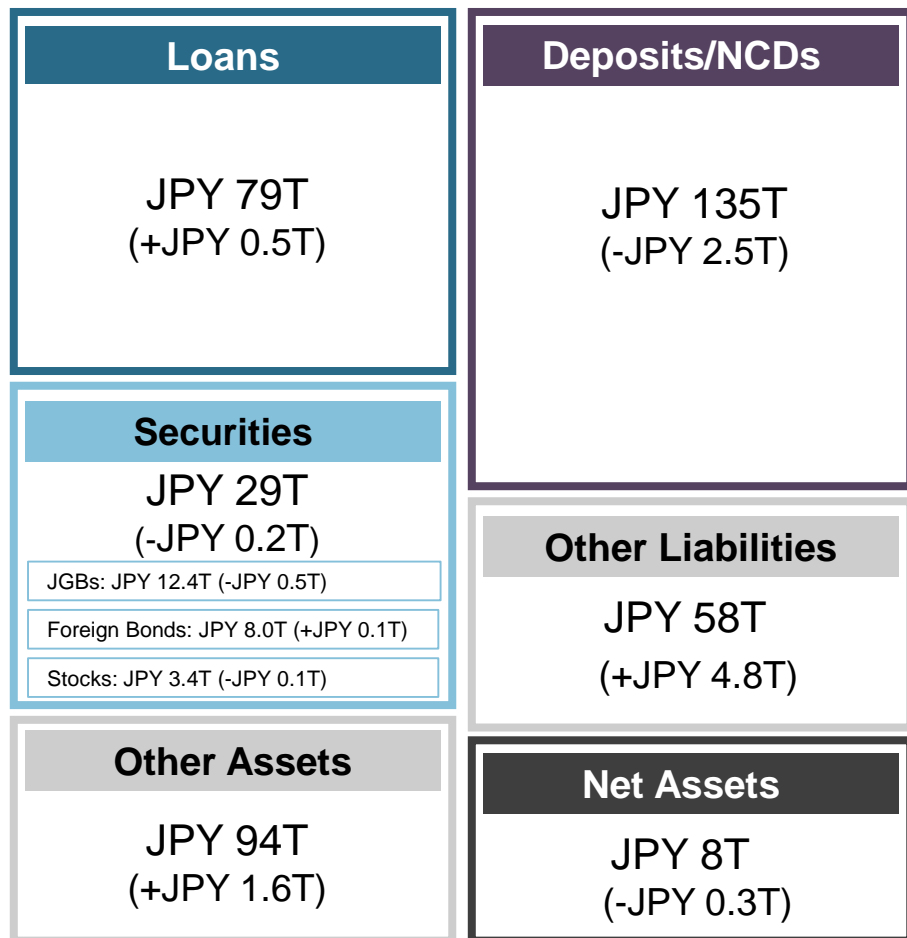 Loans
JPY 79T
(+JPY 0.5T)
Securities
JPY 29T
(-JPY 0.2T)
JGBs: JPY 12.4T (-JPY 0.5T)
Foreign Bonds: JPY 8.0T (+JPY 0.1T)
Stocks: JPY 3.4T (-JPY 0.1T)
Other Assets
JPY 94T
(+JPY 1.6T)
Deposits/NCDs
JPY 135T
(-JPY 2.5T)
Other Liabilities
JPY 58T
(+JPY 4.8T)
Net Assets
JPY 8T
(-JPY 0.3T)